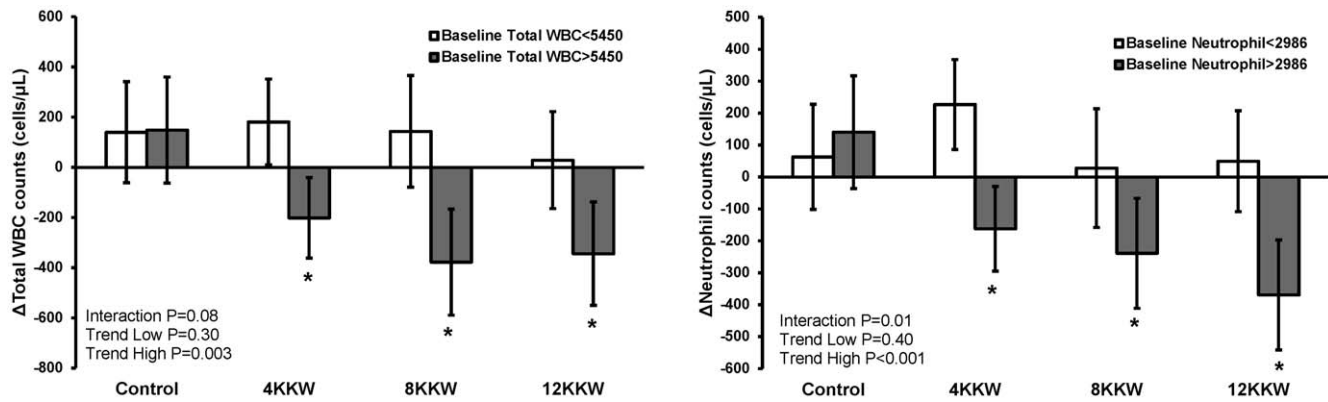 600
400
200
0
-200
-400
-600
-800
ΔTotal WBC counts (cells/µL)
Baseline Total WBC<5450
Baseline Total WBC>5450
*
*
*
Interaction P=0.08
Trend Low P=0.30
Trend High P=0.003
Control 4KKW 8KKW 12KKW
500
400
300
200
100
0
-100
-200
-300
-400
-500
-600
ΔNeutrophil counts (cells/µL)
Baseline Neutrophil<2986
Baseline Neutrophil>2986
*
*
*
Interaction P=0.01
Trend Low P=0.40
Trend High P<0.001
Control 4KKW 8KKW 12KKW